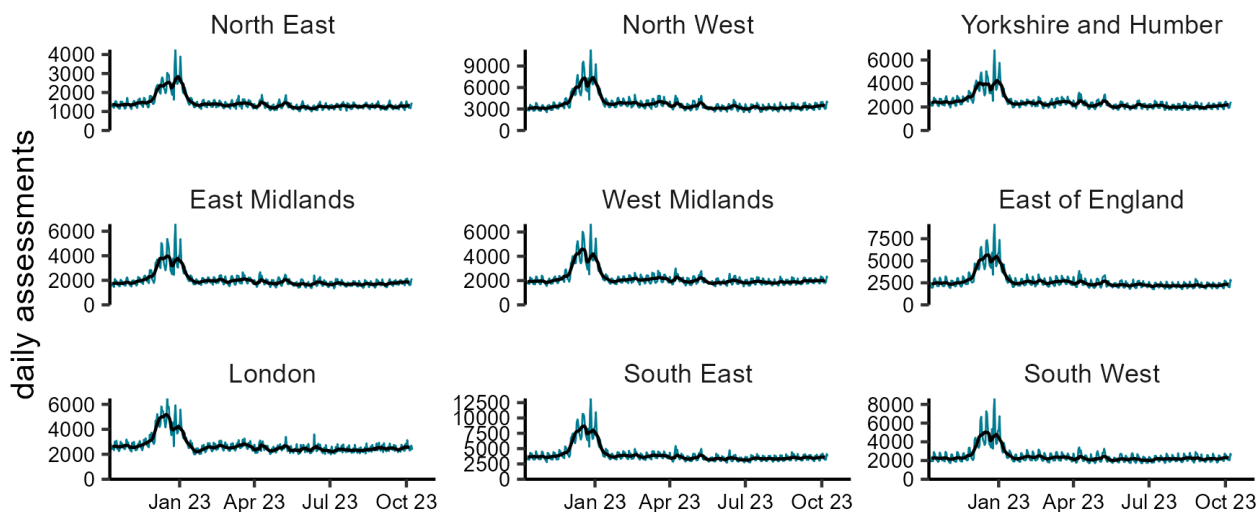 North East North West Yorkshire and Humber
4000 9000 6000
3000 6000 4000
2000 3000 2000
1000 0 0
0
daily assessments
East Midlands West Midlands East of England
6000 6000 7500
4000 4000 5000
2000 2000 2500
0 0 0
London South East South West
6000 12500 8000
4000 10000 6000
2000 7500 4000
0 5000 2000
2500 0
0
Jan 23 Apr 23 Jul 23 Oct 23 Jan 23 Apr 23 Jul 23 Oct 23 Jan 23 Apr 23 Jul 23 Oct 23